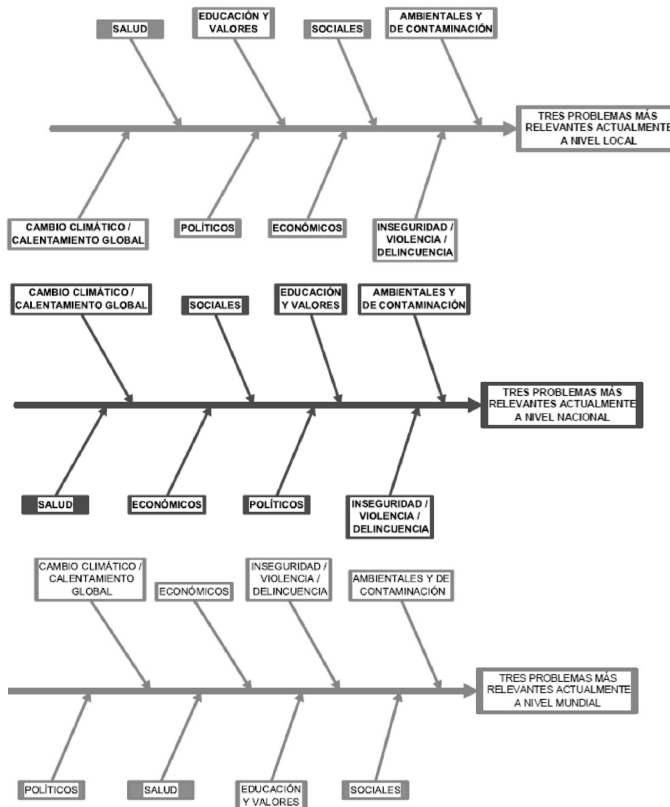 SALUD
EDUCACIÓN Y
VALORES
SOCIALES
AMBIENTALES Y
DE CONTAMINACIÓN
TRES PROBLEMAS MÁS
RELEVANTES ACTUALMENTE
A NIVEL LOCAL
CAMBIO CLIMÁTICO /
CALENTAMIENTO GLOBAL
POLÍTICOS
ECONÓMICOS
INSEGURIDAD /
VIOLENCIA /
DELINCUENCIA
CAMBIO CLIMÁTICO /
CALENTAMIENTO GLOBAL
SOCIALES
EDUCACIÓN
Y VALORES
AMBIENTALES Y
DE CONTAMINACIÓN
TRES PROBLEMAS MÁS
RELEVANTES ACTUALMENTE
A NIVEL NACIONAL
SALUD
ECONÓMICOS
POLÍTICOS
INSEGURIDAD /
VIOLENCIA /
DELINCUENCIA
CAMBIO CLIMÁTICO /
CALENTAMIENTO
GLOBAL
ECONÓMICOS
INSEGURIDAD /
VIOLENCIA /
DELINCUENCIA
AMBIENTALES Y DE
CONTAMINACIÓN
TRES PROBLEMAS MÁS
RELEVANTES ACTUALMENTE
A NIVEL MUNDIAL
POLÍTICOS
SALUD
EDUCACIÓN
Y VALORES
SOCIALES